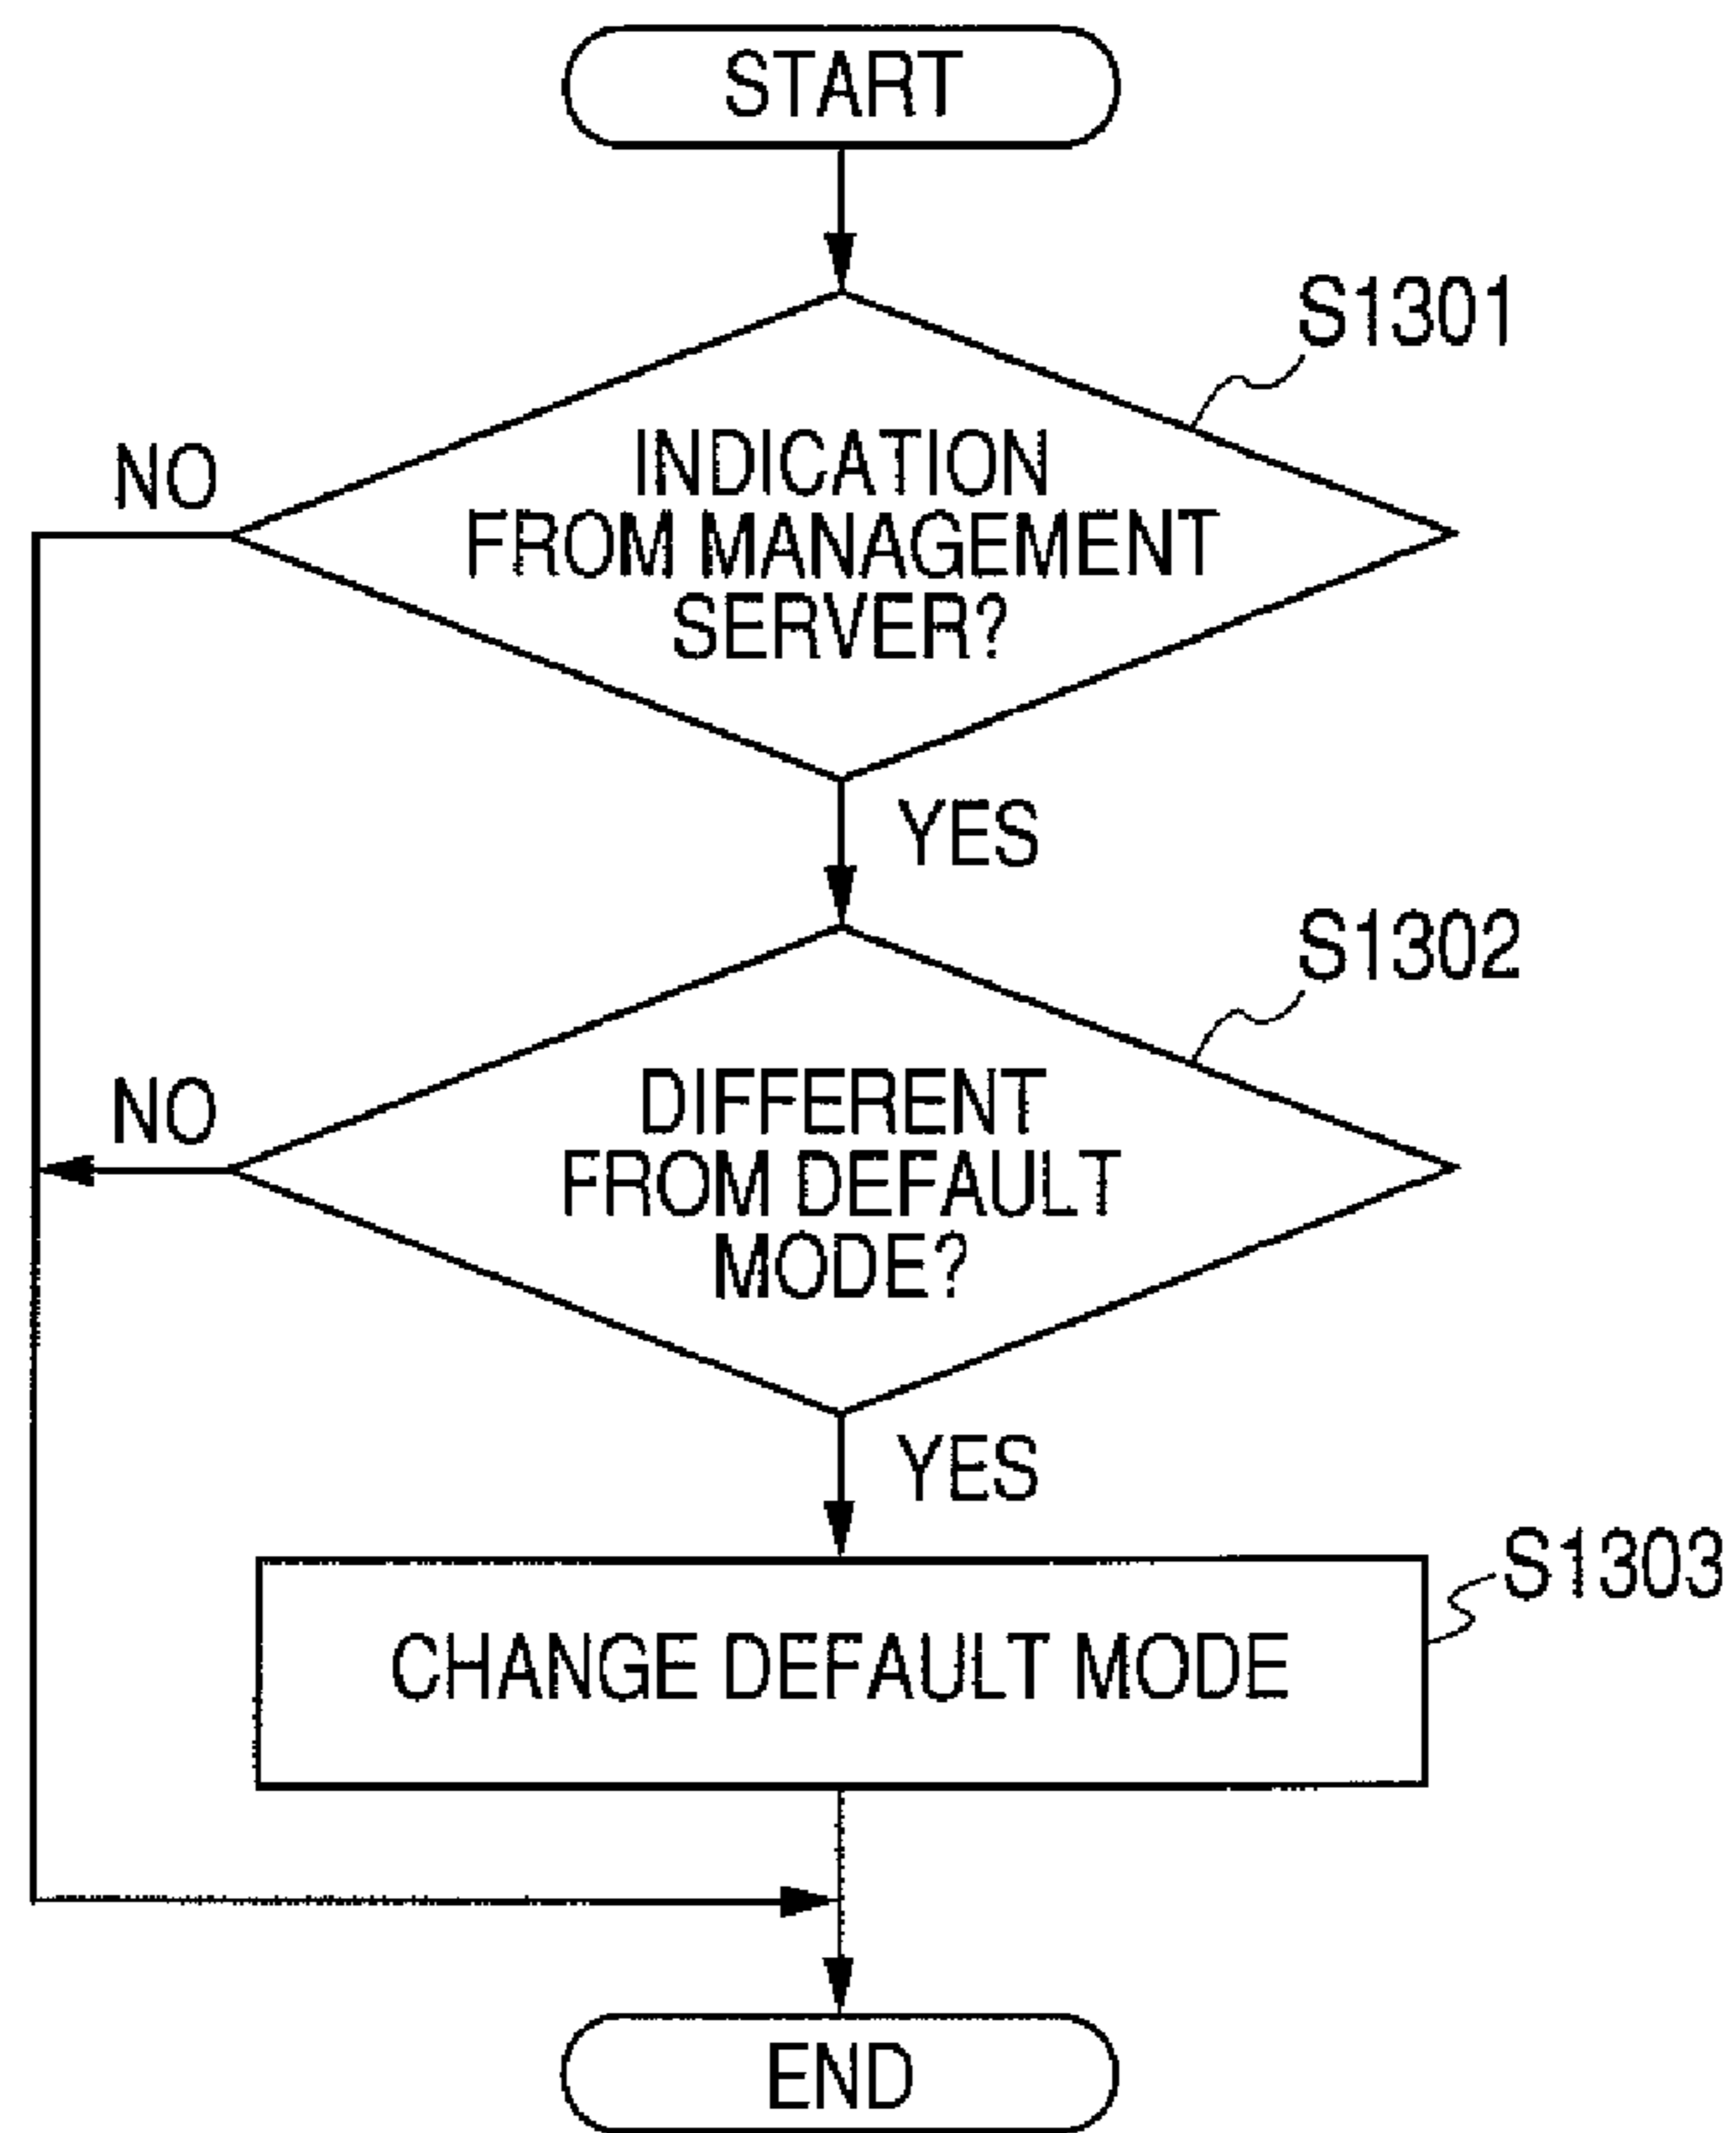 START
S1301
NO
INDICATION
FROM MANAGEMENT
SERVER?
YES
S1302
NO
DIFFERENT
FROM DEFAULT
MODE?
YES
S1303
CHANGE DEFAULT MODE
END